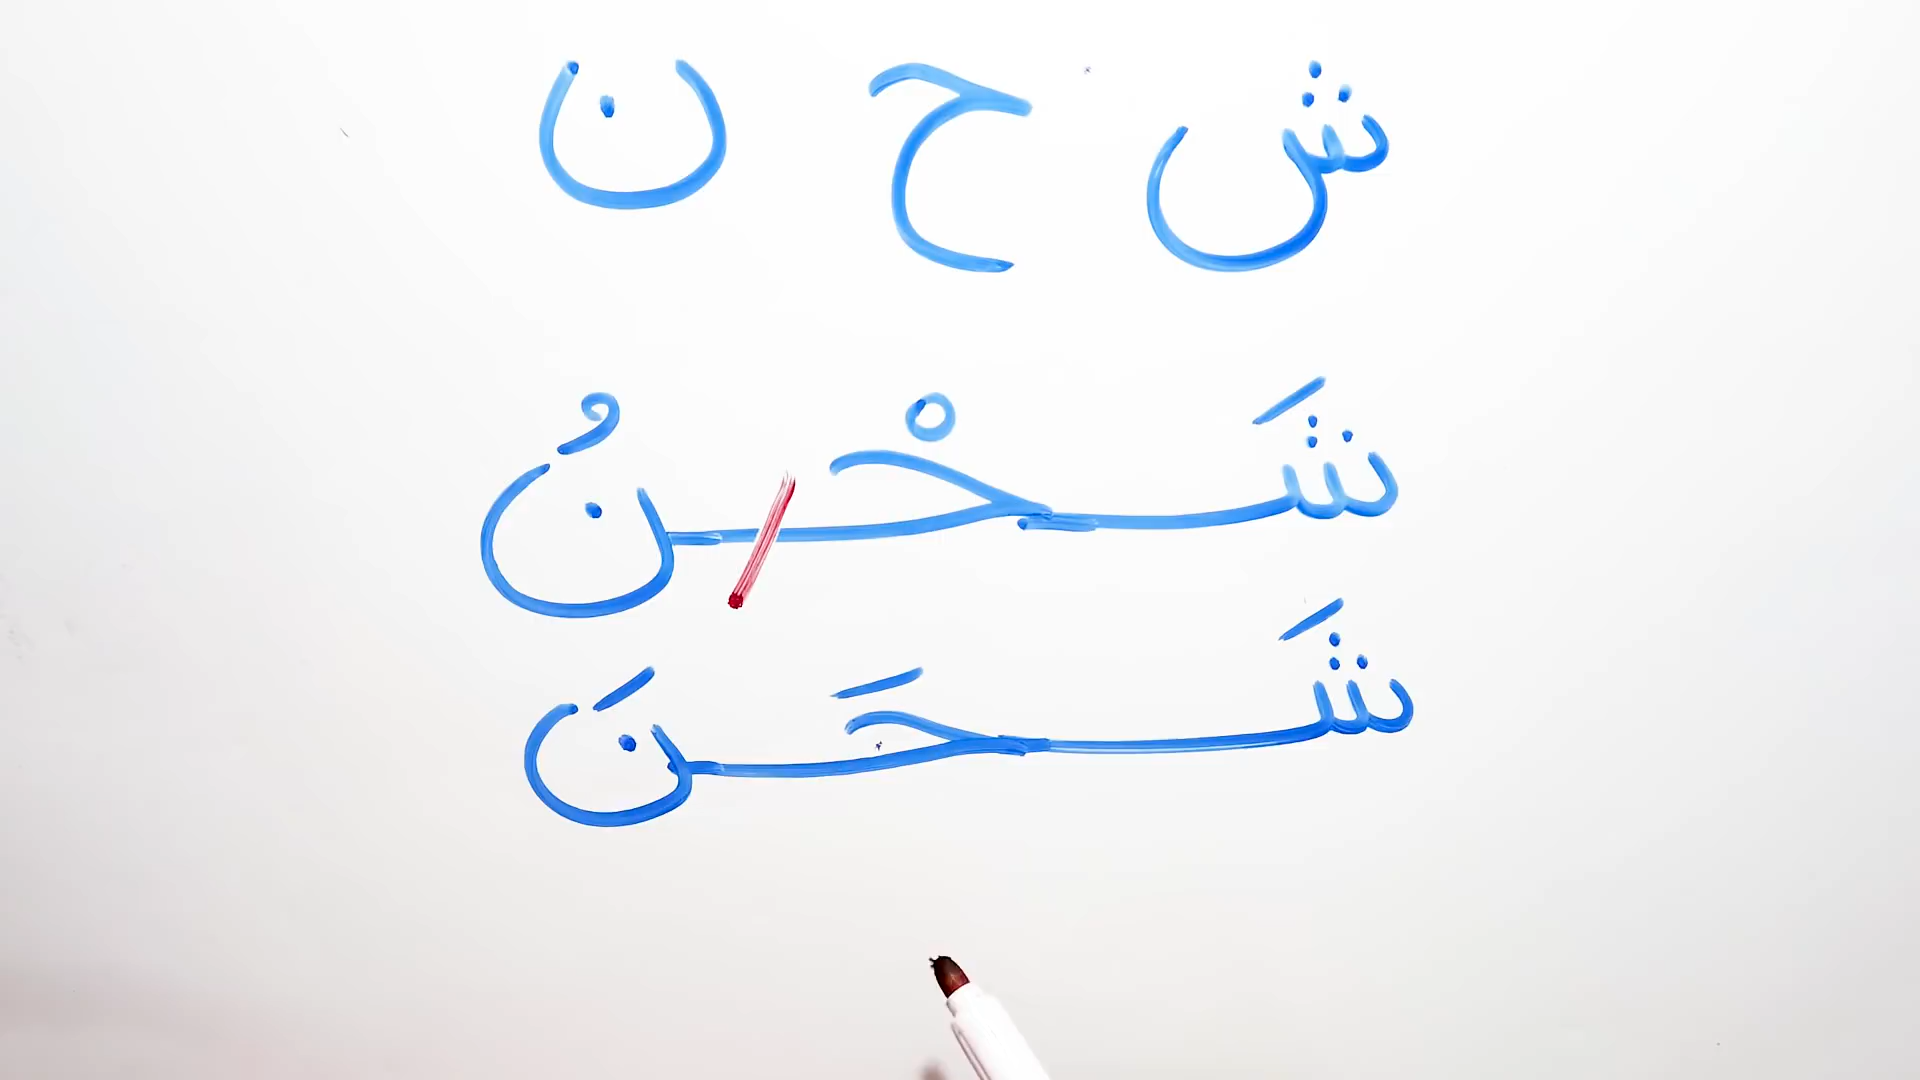 ش ح ن
شَحْنُ
شَحَنَ